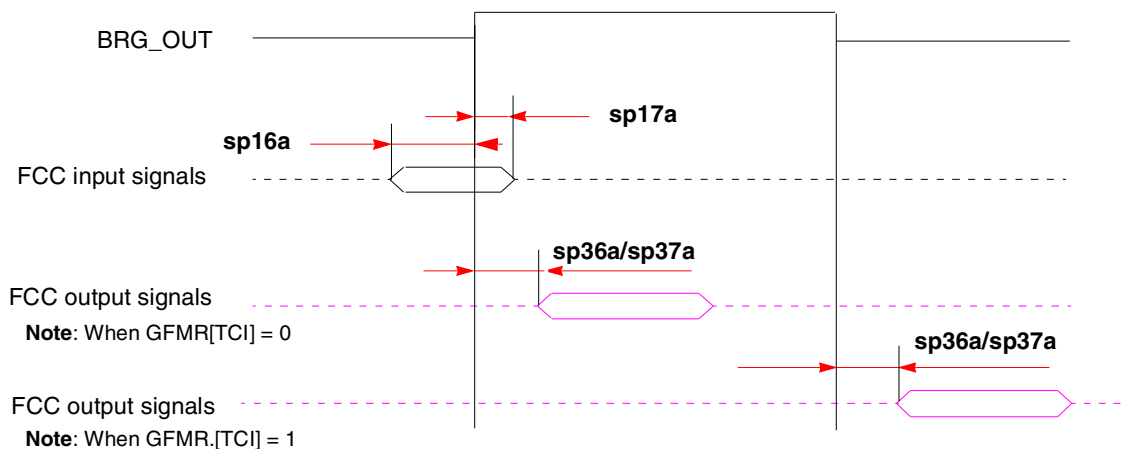 BRG_OUT
sp17a
sp16a
FCC input signals
sp36a/sp37a
FCC output signals
Note: When GFMR[TCI] = 0
sp36a/sp37a
FCC output signals
Note: When GFMR.[TCI] = 1